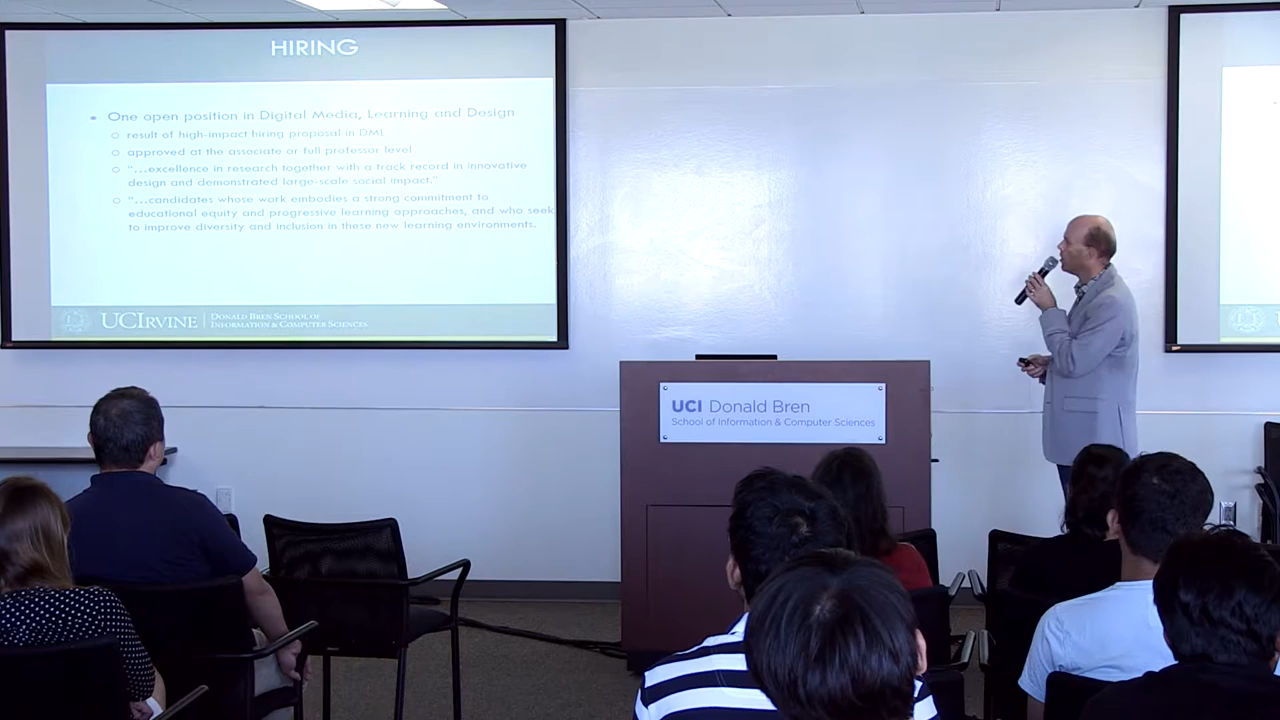 HIRING
• One open position in Digital Media, Learning and Design
○ result of high-impact hiring proposal in DML
○ approved at the associate or full professor level
○ "...excellence in research together with a track record in innovative
design and demonstrated large-scale social impact."
○ "...candidates whose work embodies a strong commitment to
educational equity and progressive learning approaches, and who seek
to improve diversity and inclusion in these new learning environments.
UCIRVINE
DONALD BREN SCHOOL OF
INFORMATION & COMPUTER SCIENCES
UCI Donald Bren
School of Information & Computer Sciences